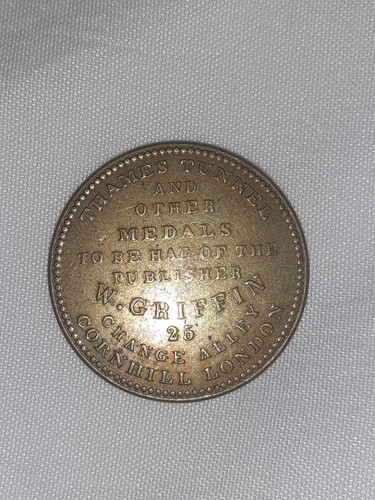 THAMES TUNNEL
AND
OTHER
MEDALS
TO BE HAD OF THE
PUBLISHER
W. GRIFFIN
25
CHANGE ALLEY
CORNHILL LONDON